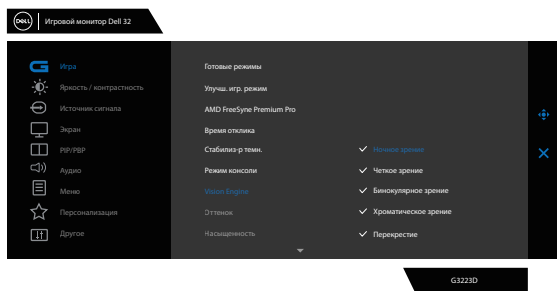 DELL Игровой монитор Dell 32
Игра
Яркость / контрастность
Источник сигнала
Экран
PIP/PBP
Аудио
Меню
Персонализация
Другое
Готовые режимы
Улучш. игр. режим
AMD FreeSync Premium Pro
Время отклика
Стабилиз-р темн.
Режим консоли
Vision Engine
Оттенок
Насыщенность
Ночное зрение
Четкое зрение
Бинокулярное зрение
Хроматическое зрение
Перекрестие
G3223D